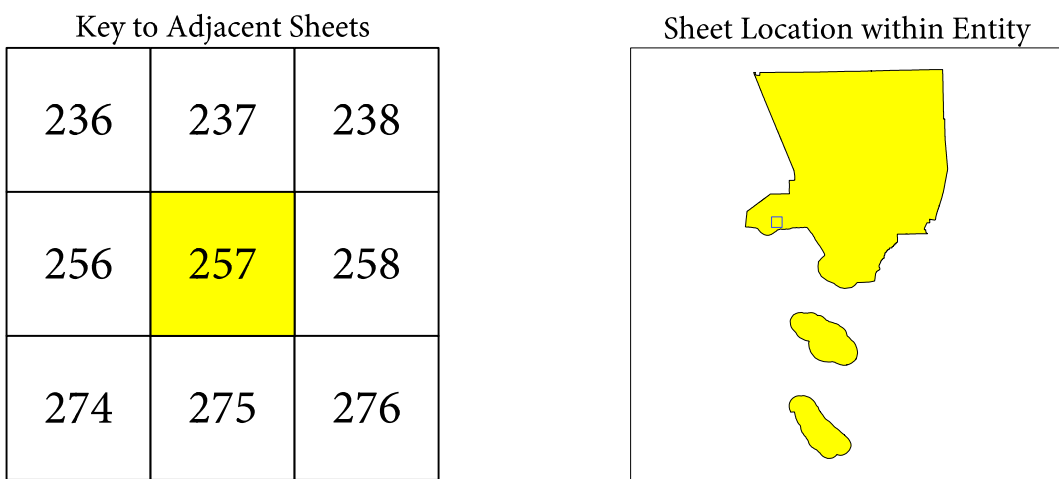 Key to Adjacent Sheets
236 237 238
256 257 258
274 275 276
Sheet Location within Entity